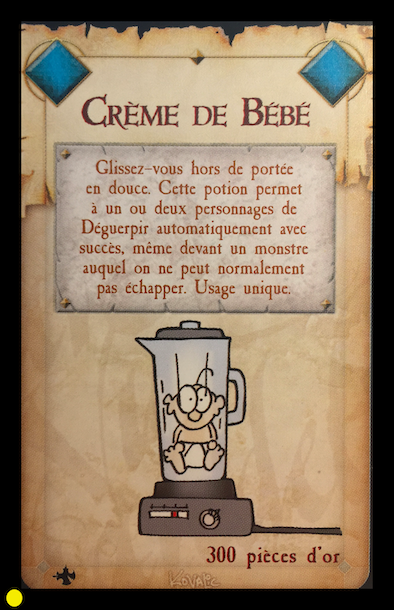 Crème de Bébé
Glissez-vous hors de portée
en douce. Cette potion permet
à un ou deux personnages de
Déguerpir automatiquement avec
succès, même devant un monstre
auquel on ne peut normalement
pas échapper. Usage unique.
300 pièces d'or
Kovalic